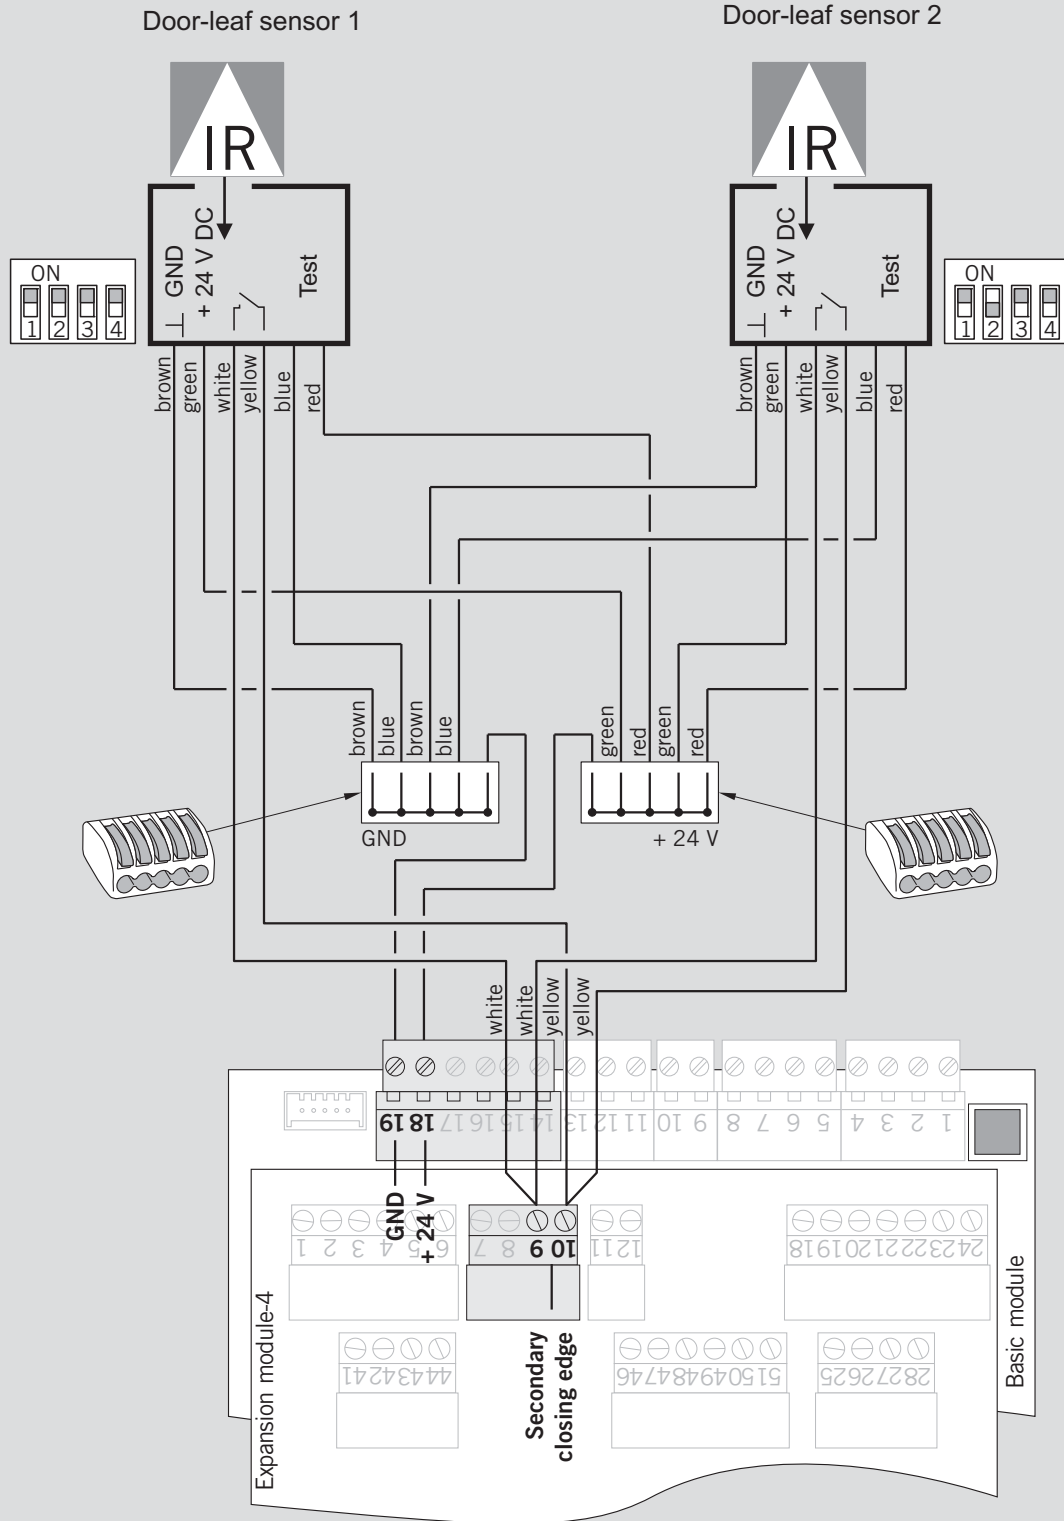 Door-leaf sensor 1
Door-leaf sensor 2
IR
IR
GND
+ 24 V DC
Test
GND
+ 24 V DC
Test
ON
1 2 3 4
ON
1 2 3 4
brown
green
white
yellow
blue
red
brown
green
white
yellow
blue
red
brown
blue
brown
blue
green
red
green
red
GND
+ 24 V
white
white
yellow
yellow
19 18 17 16 15 14 13 12 11 10 9 8 7 6 5 4 3 2 1
GND
+ 24 V
1 2 3 4 5 6
7 8 9 10
11 12
18 19 20 21 22 23 24
Secondary
closing edge
41 42 43 44
46 47 48 49 50 51
25 26 27 28
Expansion module-4
Basic module